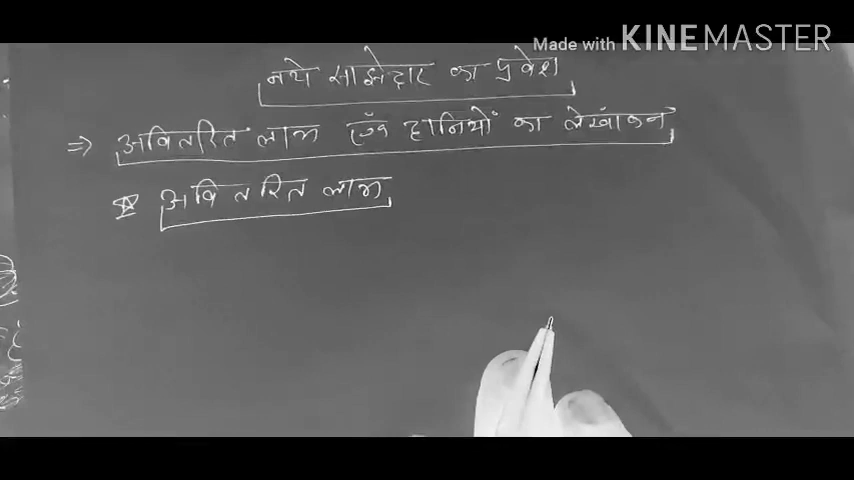 Made with KINEMASTER
नये साझेदार का प्रवेश
⇒ अवितरित लाभ एवं हानियों का लेखांकन
☆ अवितरित लाभ